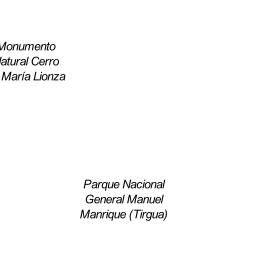 Monumento
atural Cerro
María Lionza
Parque Nacional
General Manuel
Manrique (Tirgua)